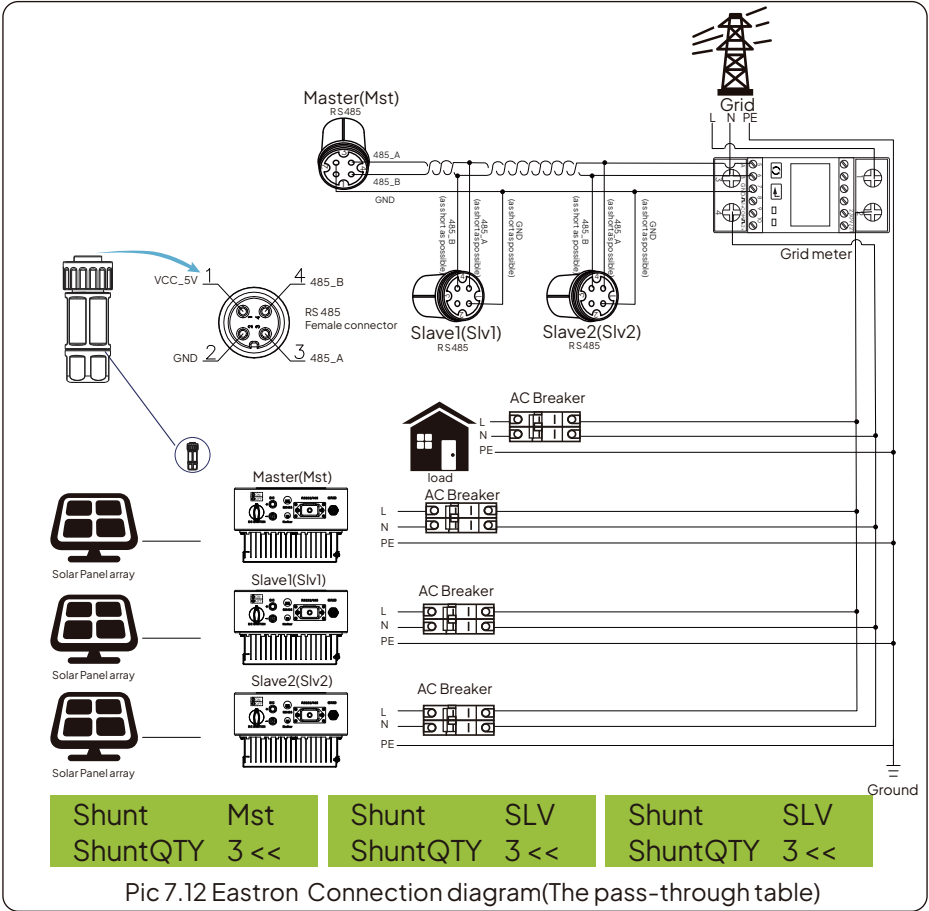 Grid
L N PE
Master(Mst)
RS485
485_A
485_B
GND
485_B
(as short as possible)
485_A
(as short as possible)
GND
(as short as possible)
485_B
(as short as possible)
485_A
(as short as possible)
GND
(as short as possible)
Grid meter
VCC_5V 1
4 485_B
GND 2
3 485_A
RS 485
Female connector
Slave1(Slv1)
RS485
Slave2(Slv2)
RS485
AC Breaker
L
N
PE
load
Master(Mst)
AC Breaker
L
N
PE
Solar Panel array
Slave1(Slv1)
AC Breaker
L
N
PE
Solar Panel array
Slave2(Slv2)
AC Breaker
L
N
PE
Solar Panel array
Ground
Shunt Mst
ShuntQTY 3 <<
Shunt SLV
ShuntQTY 3 <<
Shunt SLV
ShuntQTY 3 <<
Pic 7.12 Eastron Connection diagram(The pass-through table)